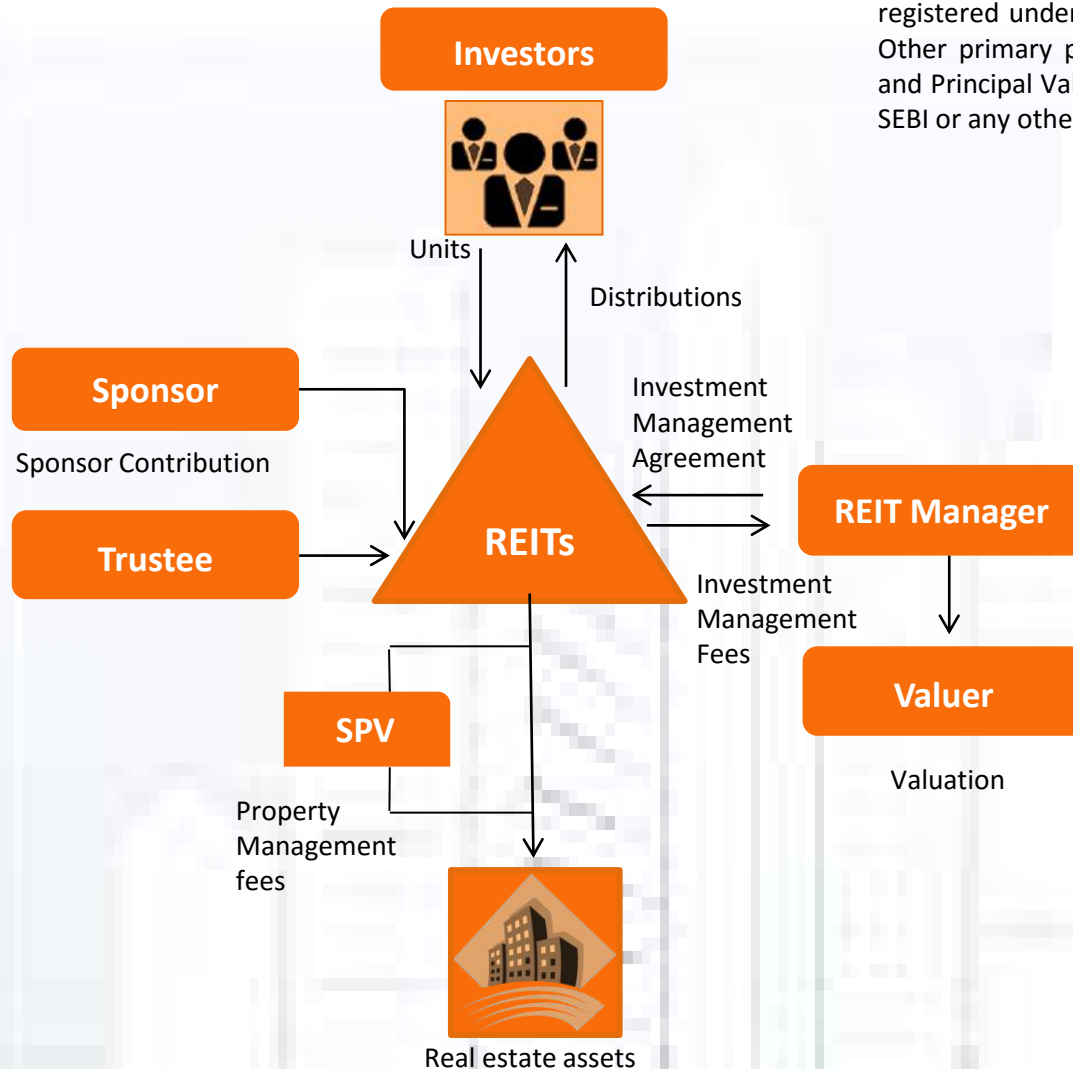 registered under
Other primary p
and Principal Val
SEBI or any othe
Investors
Units
Distributions
Sponsor
Sponsor Contribution
Trustee
Investment
Management
Agreement
REITs
REIT Manager
Investment
Management
Fees
Valuer
Valuation
SPV
Property
Management
fees
Real estate assets